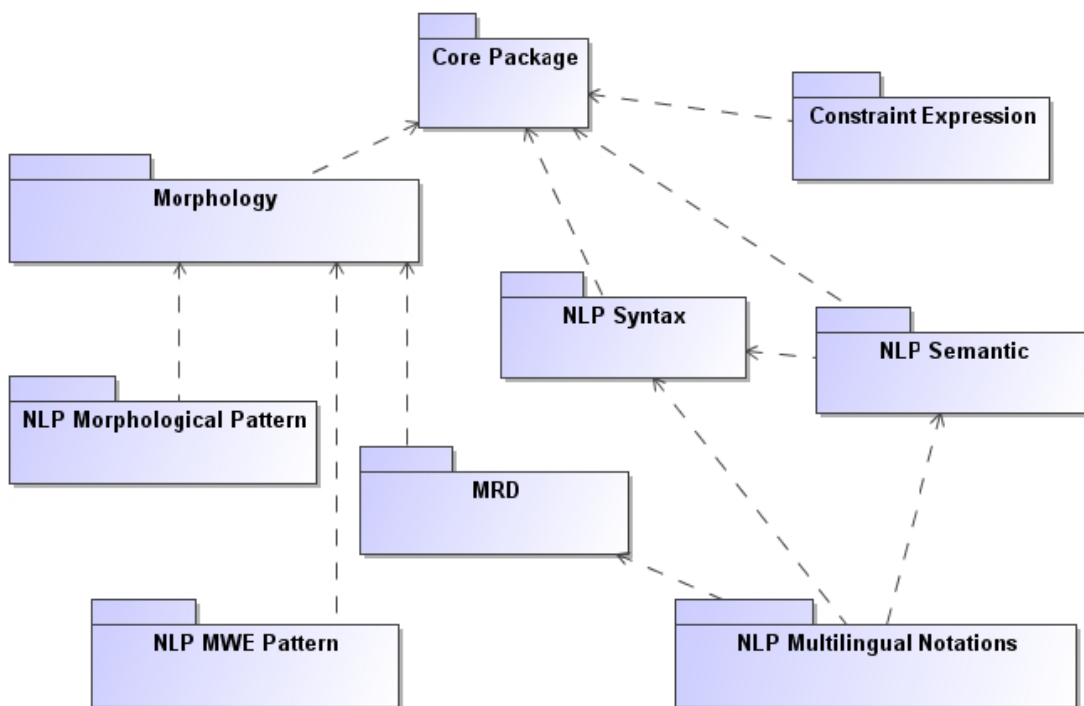 Core Package
Constraint Expression
Morphology
NLP Syntax
NLP Semantic
NLP Morphological Pattern
MRD
NLP MWE Pattern
NLP Multilingual Notations